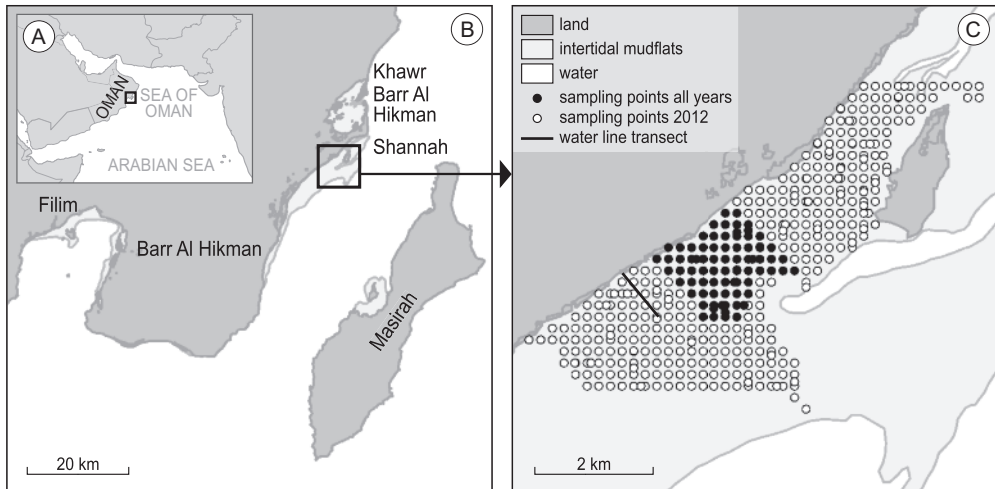 A
OMAN
SEA OF
OMAN
ARABIAN SEA
B
Khawr
Barr Al
Hikman
Shannah
Filim
Barr Al Hikman
Masirah
20 km
C
land
intertidal mudflats
water
sampling points all years
sampling points 2012
water line transect
2 km